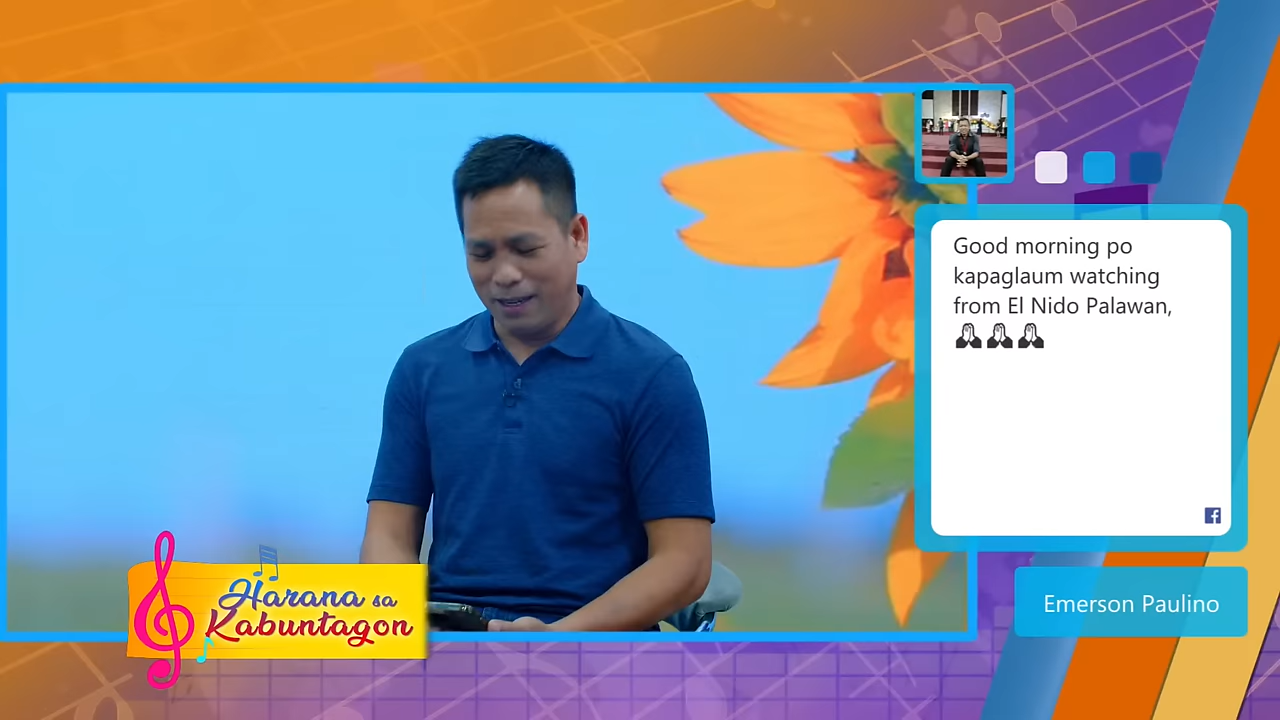 Good morning po
kapaglaum watching
from El Nido Palawan,
Emerson Paulino
Harana sa
Kabuntagon